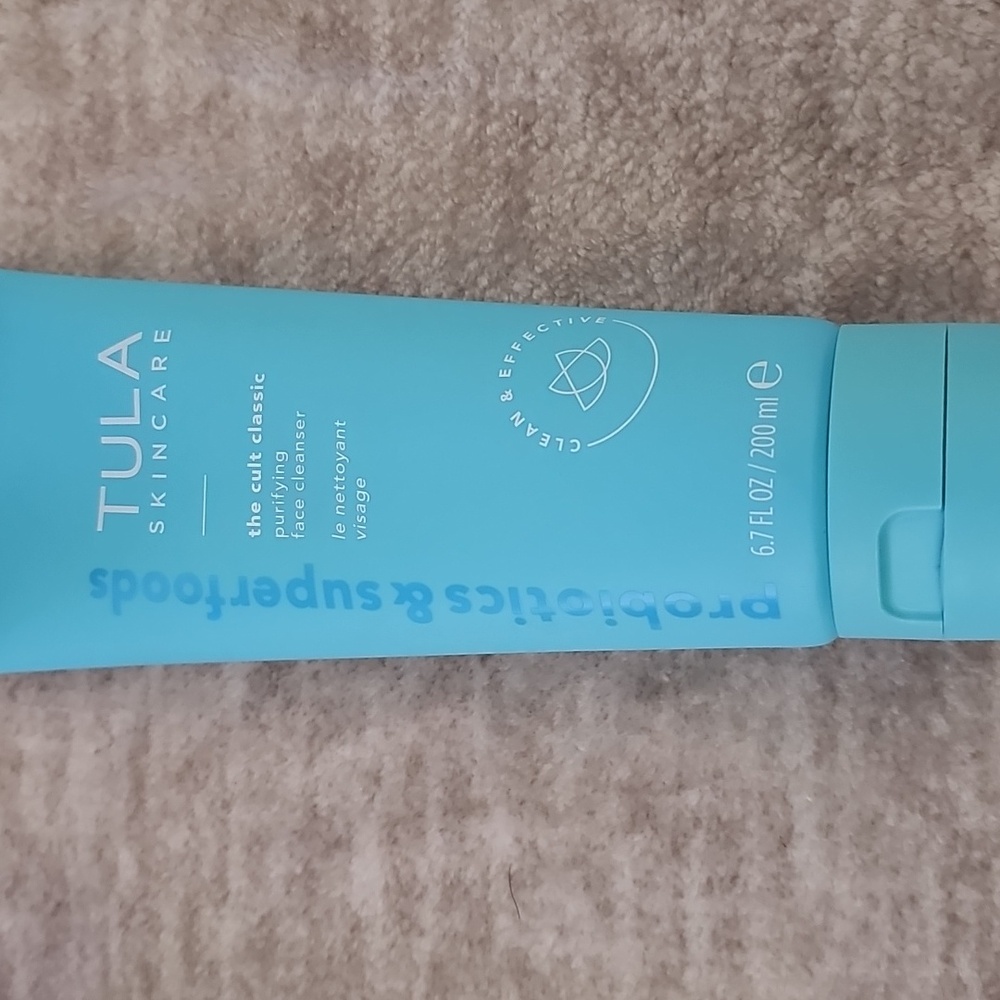 TULA
SKINCARE
the cult classic
purifying
face cleanser
le nettoyant
visage
probiotics & superfoods
CLEAN & EFFECTIVE
6.7 FL OZ / 200 ml ℮